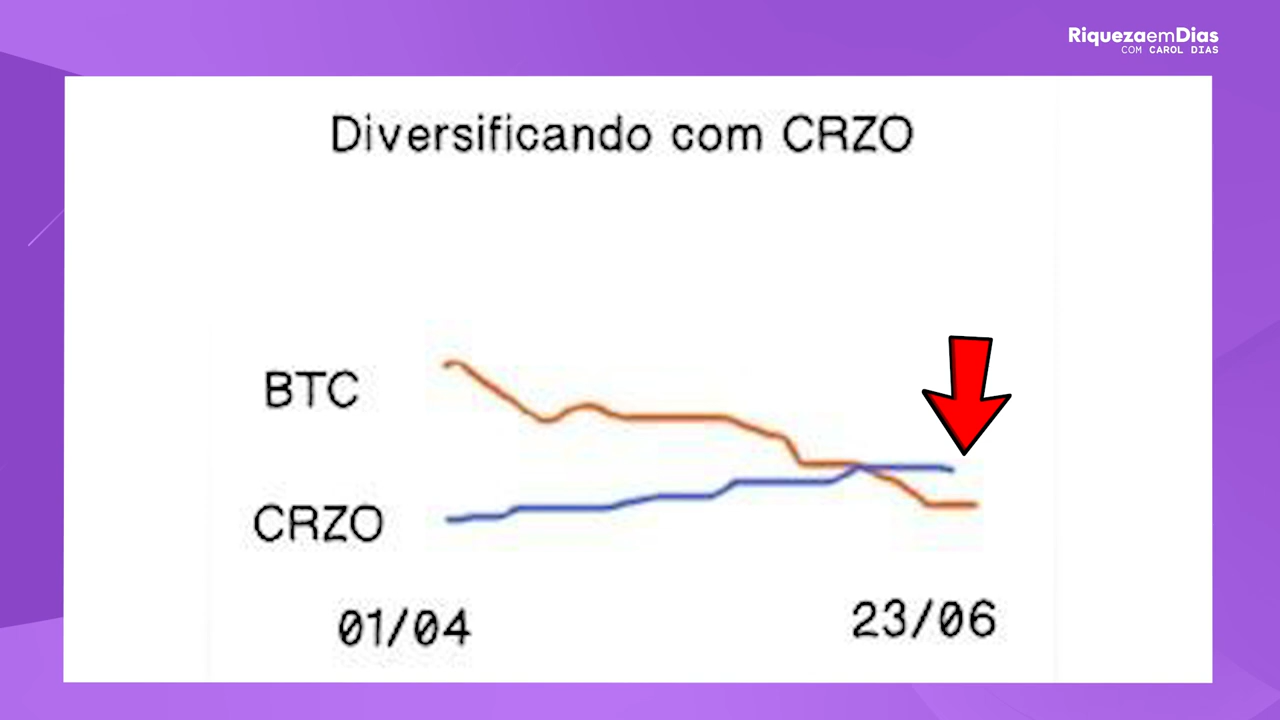 RiquezaemDias
COM CAROL DIAS
Diversificando com CRZO
BTC
CRZO
01/04
23/06